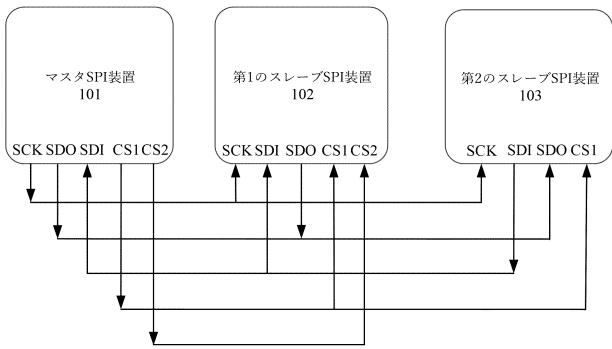 マスタSPI装置
101
SCK SDO SDI CS1 CS2
第1のスレーブSPI装置
102
SCK SDI SDO CS1 CS2
第2のスレーブSPI装置
103
SCK SDI SDO CS1